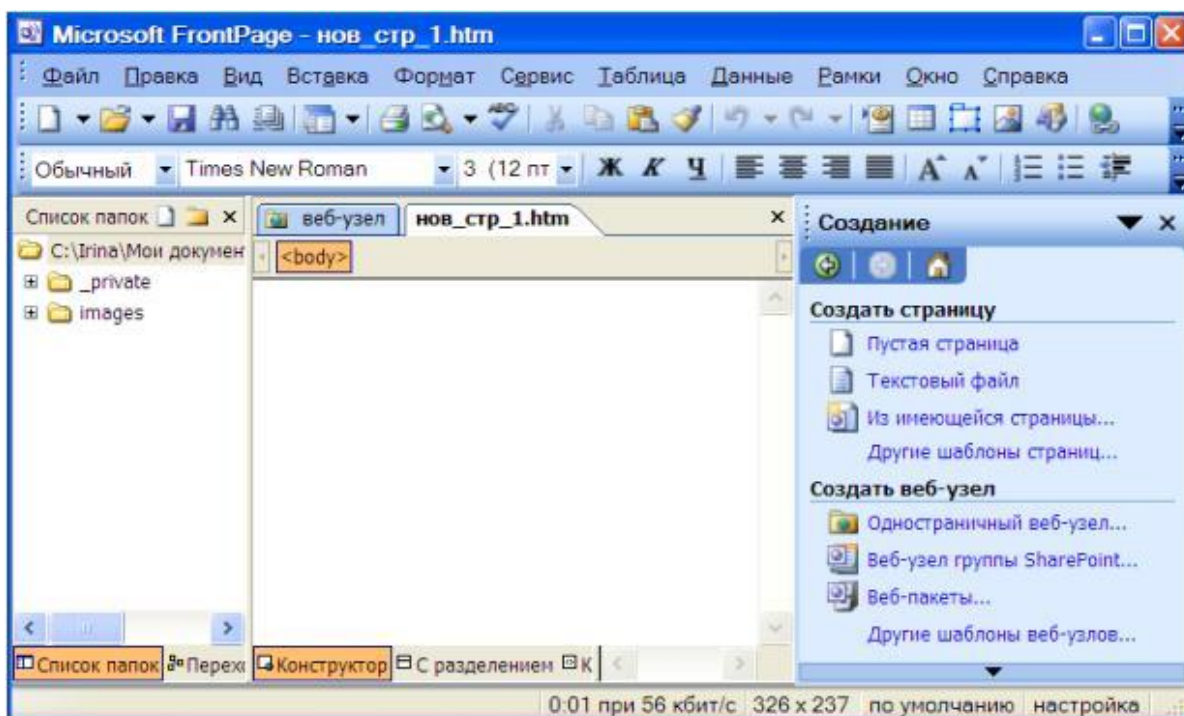 Microsoft FrontPage - нов_стр_1.htm
Файл Правка Вид Вставка Формат Сервис Таблица Данные Рамки Окно Справка
Обычный Times New Roman 3 (12 пт Ж К Ч
Список папок веб-узел нов_стр_1.htm Создание
C:\Irina\Мои докумен <body>
_private
images
Создать страницу
Пустая страница
Текстовый файл
Из имеющейся страницы...
Другие шаблоны страниц...
Создать веб-узел
Одностраничный веб-узел...
Веб-узел группы SharePoint...
Веб-пакеты...
Другие шаблоны веб-узлов...
Список папок Перехо Конструктор С разделением К
0:01 при 56 кбит/с 326 x 237 по умолчанию настройка